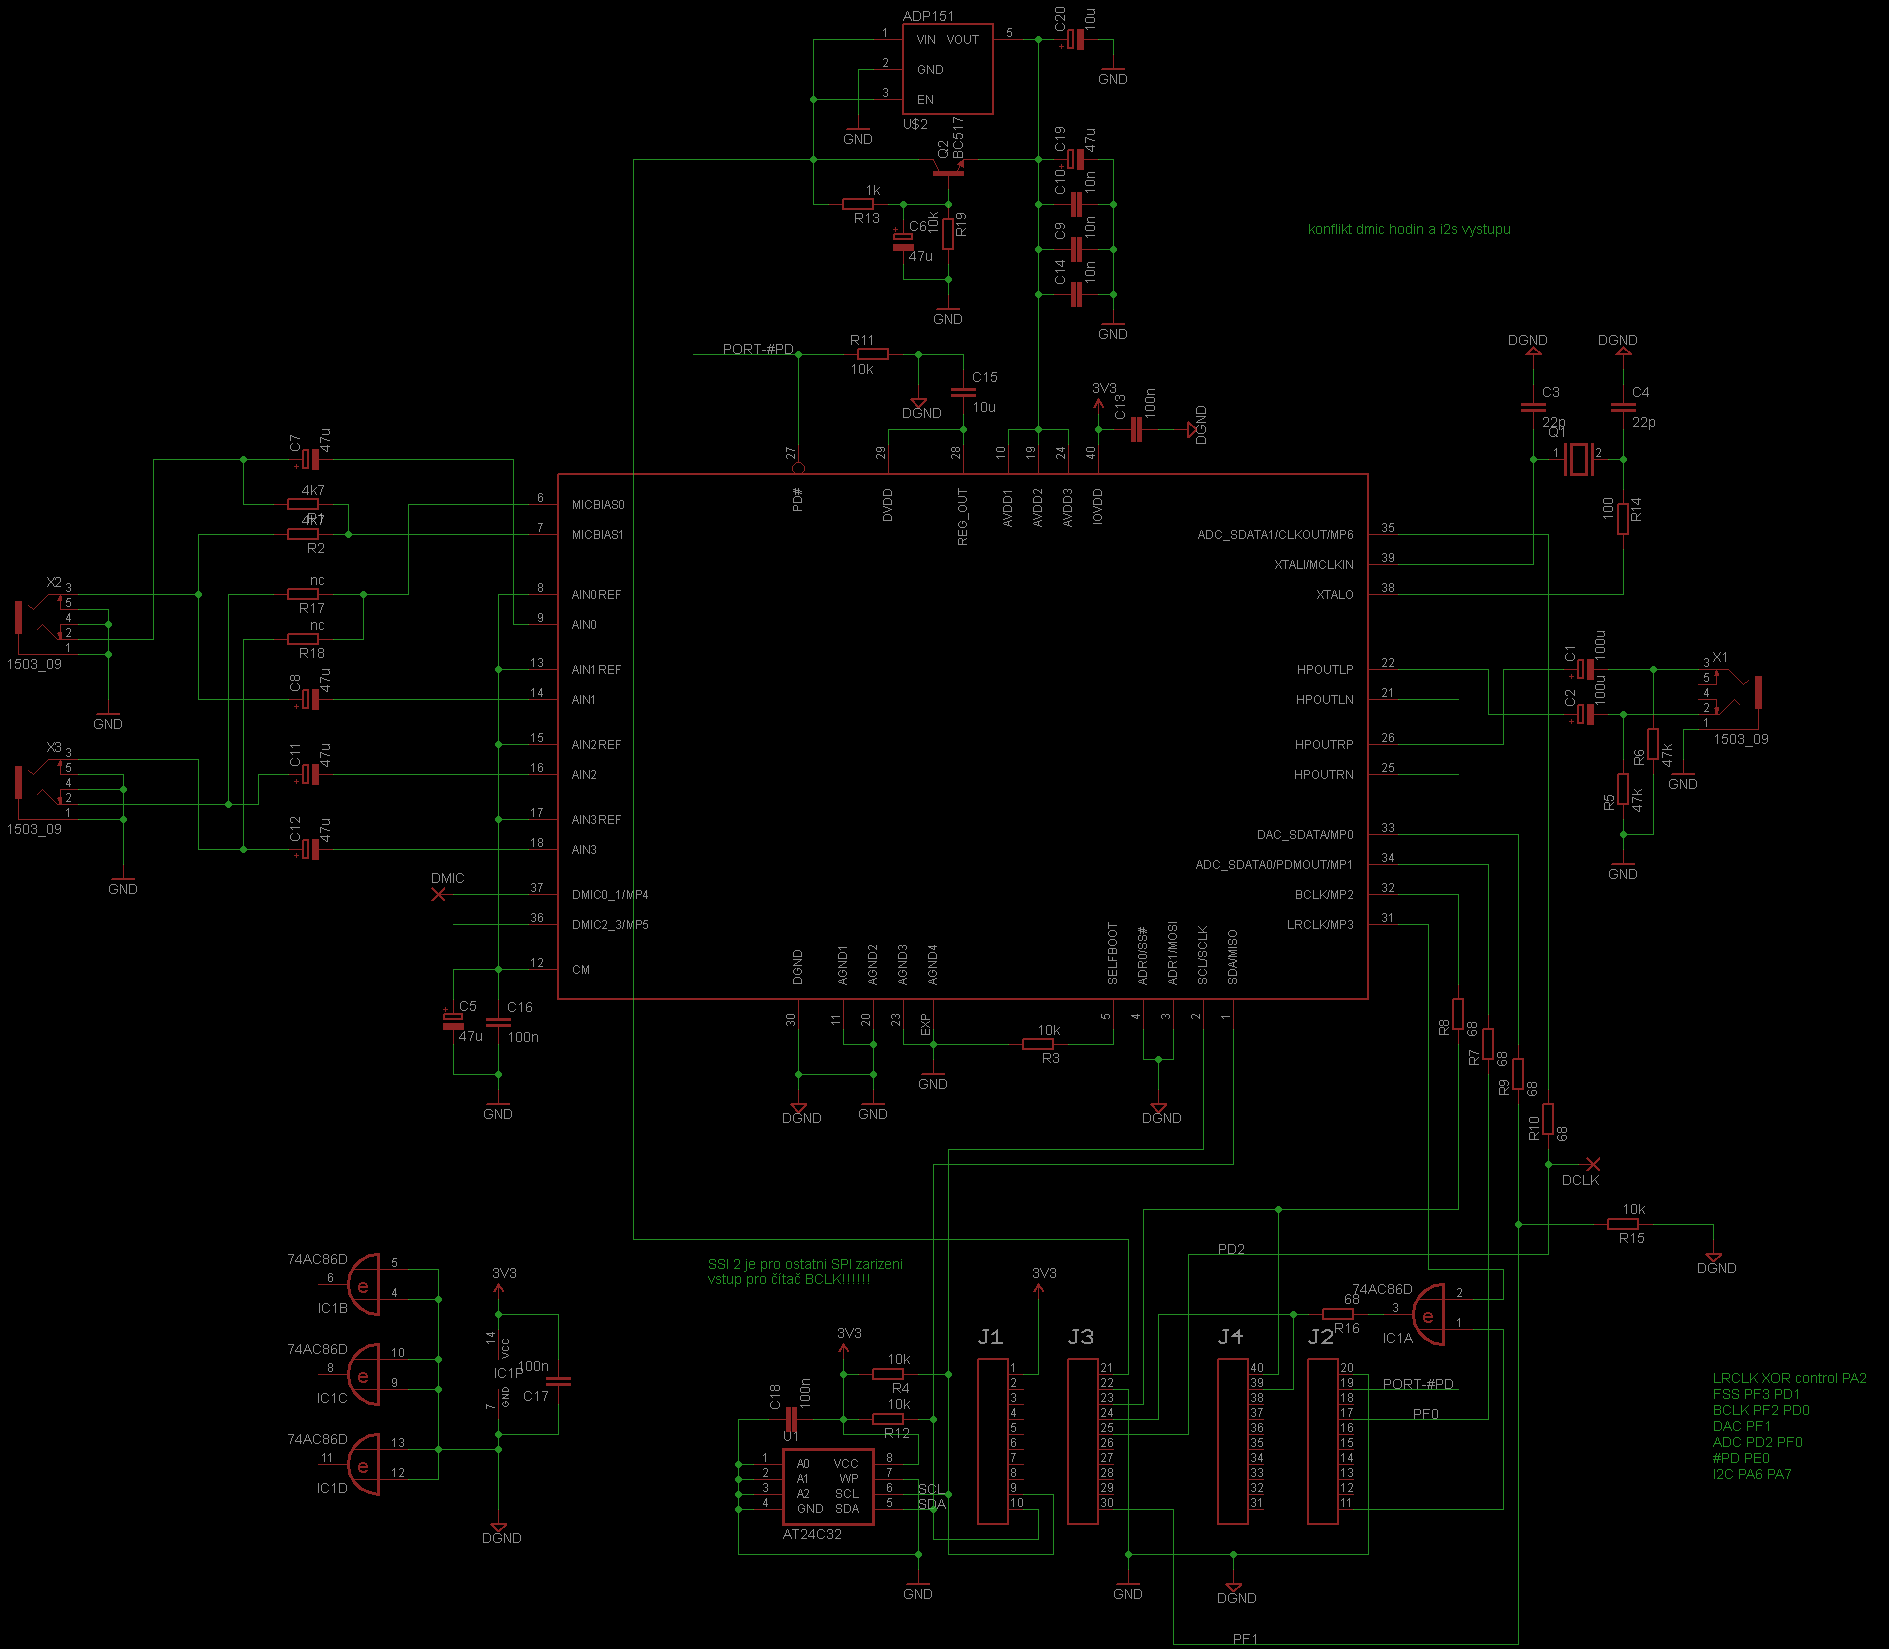 ADP151
1 VIN VOUT 5
2 GND
3 EN
U$2
GND
C20 10u
GND
Q2 BC517
C19 47u
C10 10n
C9 10n
C14 10n
GND
1k
R13
C6
47u
10k R19
GND
konflikt dmic hodin a i2s vystupu
PORT-#PD
R11
10k
DGND
C15
10u
3V3
C13 100n
DGND
DGND
DGND
C3
22p
C4
22p
Q1
1 2
100 R14
27 29 28 10 19 24 40
PD# DVDD REG_OUT AVDD1 AVDD2 AVDD3 IOVDD
C7 47u
4k7
R1
4k7
R2
nc
R17
nc
R18
C8 47u
C11 47u
C12 47u
X2
3
5
4
2
1
1503_09
GND
X3
3
5
4
2
1
1503_09
GND
6 MICBIAS0
7 MICBIAS1
8 AIN0REF
9 AIN0
13 AIN1REF
14 AIN1
15 AIN2REF
16 AIN2
17 AIN3REF
18 AIN3
DMIC
37 DMIC0_1/MP4
36 DMIC2_3/MP5
12 CM
C5
47u
C16
100n
GND
ADC_SDATA1/CLKOUT/MP6 35
XTALI/MCLKIN 39
XTALO 38
HPOUTLP 22
HPOUTLN 21
HPOUTRP 26
HPOUTRN 25
DAC_SDATA/MP0 33
ADC_SDATA0/PDMOUT/MP1 34
BCLK/MP2 32
LRCLK/MP3 31
C1 100u
C2 100u
X1
3
5
4
2
1
1503_09
R6 47k
R5 47k
GND
GND
DGND AGND1 AGND2 AGND3 AGND4 SELFBOOT ADR0/SS# ADR1/MOSI SCL/SCLK SDA/MISO
30 11 20 23 EXP 5 4 3 2 1
10k
R3
GND
DGND
GND
DGND
R8 68
R7 68
R9 68
R10 68
DCLK
10k
R15
DGND
PD2
SSI 2 je pro ostatni SPI zarizeni
vstup pro čítač BCLK!!!!!!
74AC86D
6 5 4
IC1B
74AC86D
8 10 9
IC1C
74AC86D
11 13 12
IC1D
3V3
14 VCC
IC1P
7 GND
100n
C17
DGND
3V3
10k
R4
10k
R12
C18 100n
U1
1 A0 VCC 8
2 A1 WP 7
3 A2 SCL 6
4 GND SDA 5
AT24C32
SCL
SDA
GND
3V3
J1
1
2
3
4
5
6
7
8
9
10
J3
21
22
23
24
25
26
27
28
29
30
GND
J4
40
39
38
37
36
35
34
33
32
31
DGND
J2
20
19
18
17
16
15
14
13
12
11
PORT-#PD
PF0
PF1
68
R16
74AC86D
3 2 1
IC1A
LRCLK XOR control PA2
FSS PF3 PD1
BCLK PF2 PD0
DAC PF1
ADC PD2 PF0
#PD PE0
I2C PA6 PA7